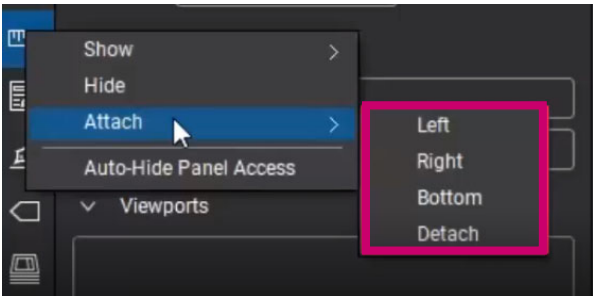 Show
Hide
Attach
Auto-Hide Panel Access
Viewports
Left
Right
Bottom
Detach